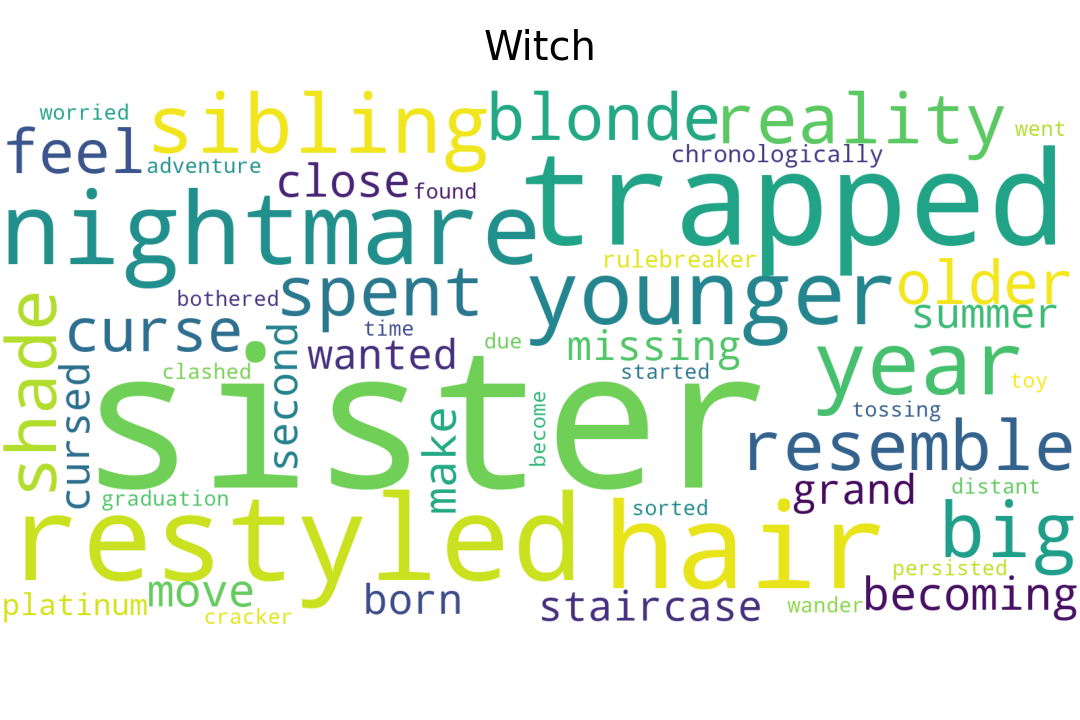 Witch
worried
sibling
blonde
reality
went
feel
adventure
close
found
chronologically
trapped
nightmare
rulebreaker
younger
older
bothered
spent
summer
shade
curse
time
wanted
due
missing
year
clashed
second
started
toy
cursed
sister
make
become
tossing
resemble
graduation
grand
distant
restyled
sorted
hair
big
persisted
platinum
move
cracker
born
staircase
wander
becoming